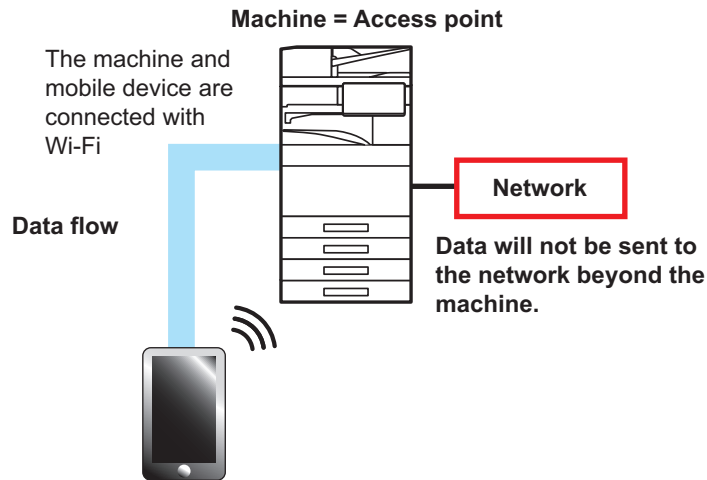 Machine = Access point
The machine and
mobile device are
connected with
Wi-Fi
Network
Data flow
Data will not be sent to
the network beyond the
machine.